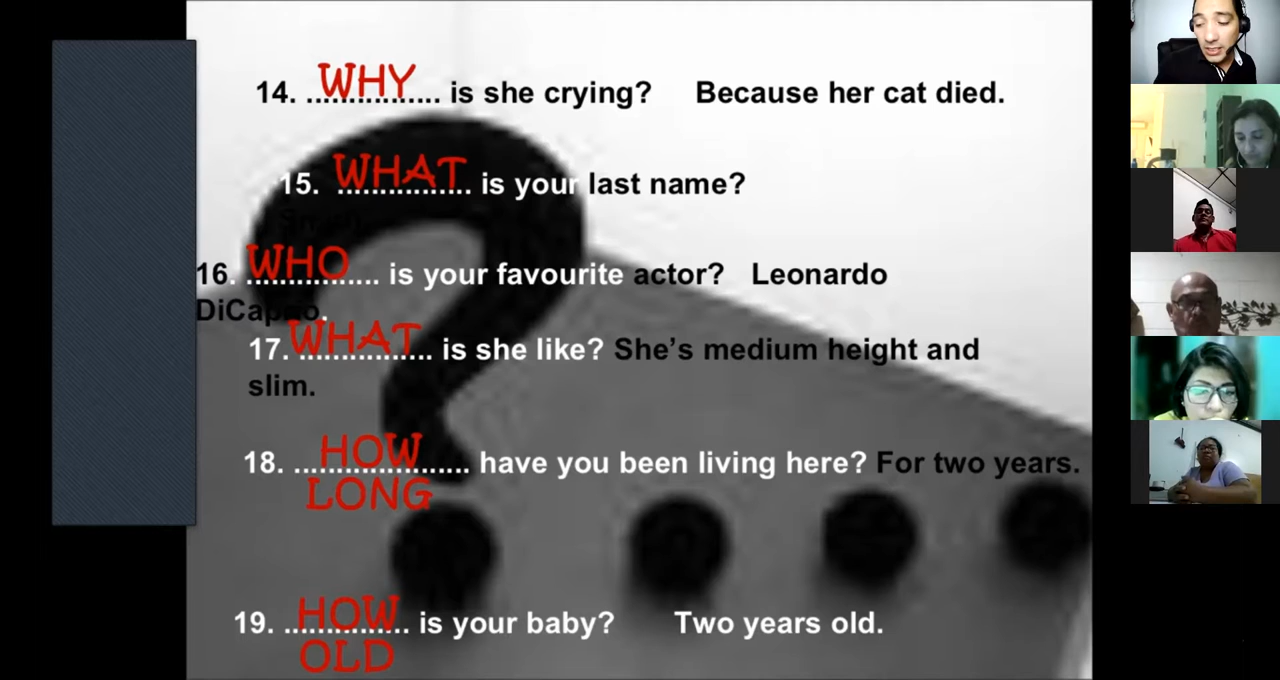 14. WHY ................ is she crying? Because her cat died.
15. WHAT ................ is your last name?
16. WHO ................ is your favourite actor? Leonardo
DiCaprio.
17. WHAT ................ is she like? She's medium height and
slim.
18. HOW ..................... have you been living here? For two years.
LONG
19. HOW ............... is your baby? Two years old.
OLD